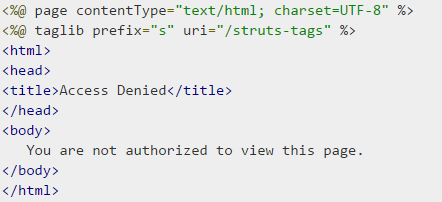 <%@ page contentType="text/html; charset=UTF-8" %>
<%@ taglib prefix="s" uri="/struts-tags" %>
<html>
<head>
<title>Access Denied</title>
</head>
<body>
   You are not authorized to view this page.
</body>
</html>